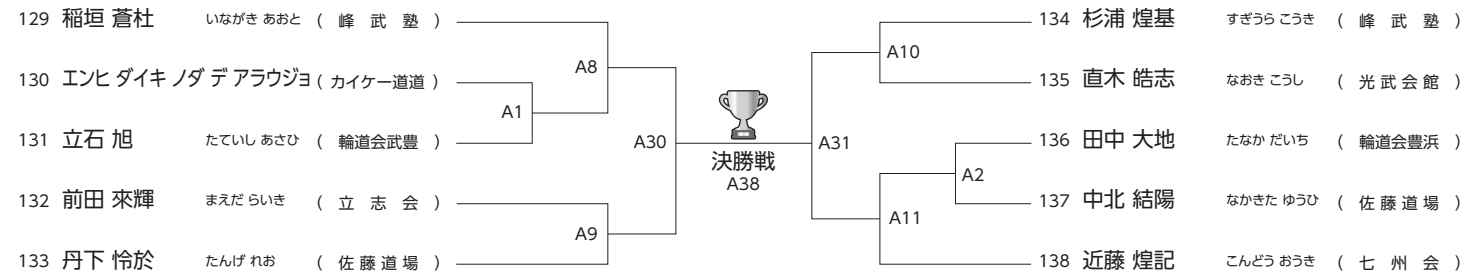 129 稲垣 蒼杜 いながき あおと ( 峰 武 塾 )
130 エンヒ ダイキ ノダ デ アラウジョ ( カイケー道道 )
131 立石 旭 たていし あさひ ( 輪道会武豊 )
132 前田 來輝 まえだ らいき ( 立 志 会 )
133 丹下 怜於 たんげ れお ( 佐 藤 道 場 )
A8
A1
A30
A9
決勝戦
A38
A10
A31
A2
A11
134 杉浦 煌基 すぎうら こうき ( 峰 武 塾 )
135 直木 皓志 なおき こうし ( 光 武 会 館 )
136 田中 大地 たなか だいち ( 輪道会豊浜 )
137 中北 結陽 なかきた ゆうひ ( 佐 藤 道 場 )
138 近藤 煌記 こんどう おうき ( 七 州 会 )